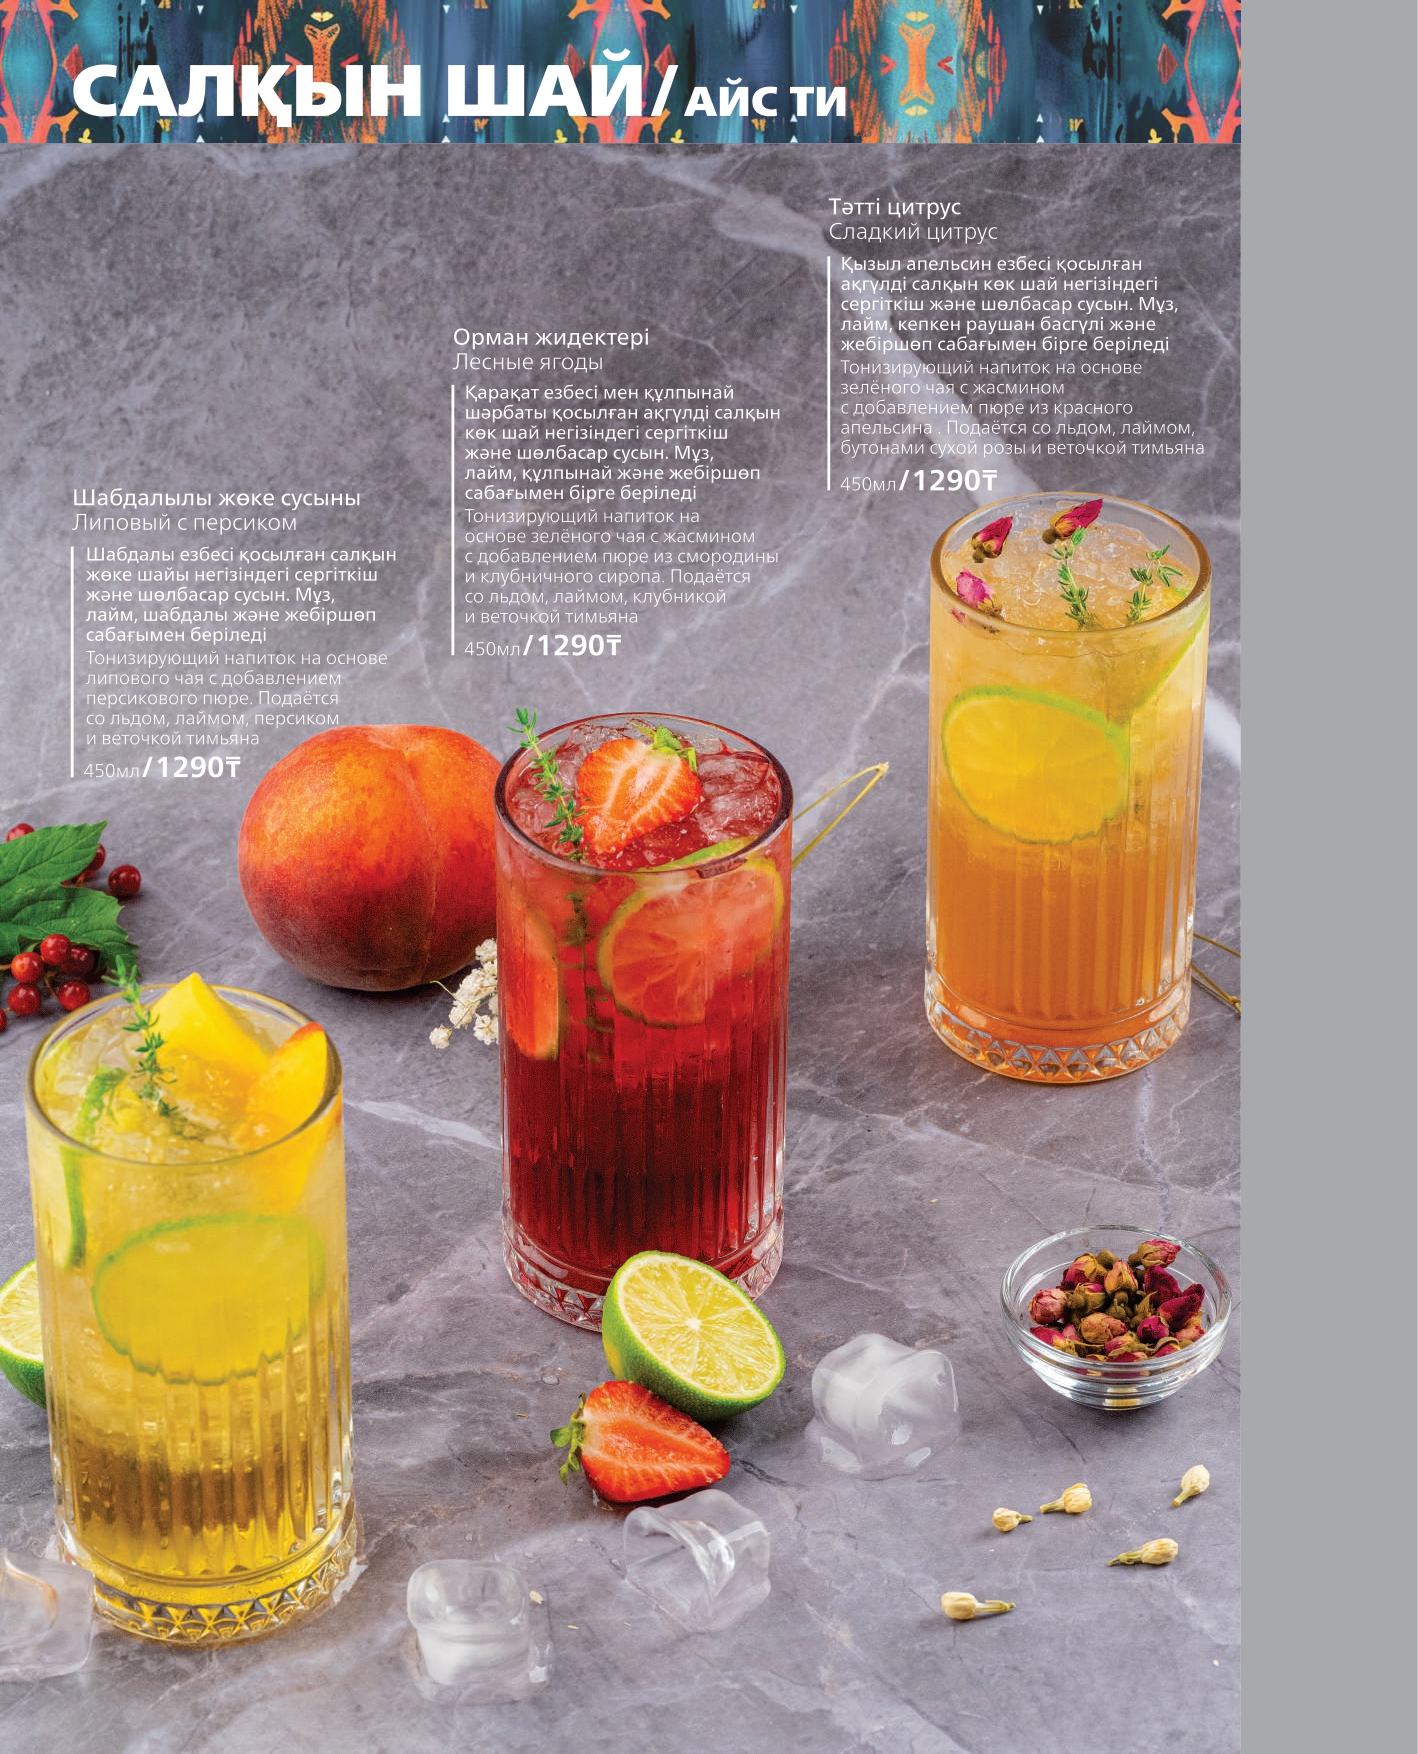 САЛҚЫН ШАЙ/АЙС ТИ
Шабдалылы жөке сусыны
Липовый с персиком
Шабдалы езбесі қосылған салқын
жөке шайы негізіндегі сергіткіш
және шөлбасар сусын. Мұз,
лайм, шабдалы және жебіршөп
сабағымен беріледі
Тонизирующий напиток на основе
липового чая с добавлением
персикового пюре. Подаётся
со льдом, лаймом, персиком
и веточкой тимьяна
450мл/1290₸
Орман жидектері
Лесные ягоды
Қарақат езбесі мен құлпынай
шәрбаты қосылған ақгүлді салқын
көк шай негізіндегі сергіткіш
және шөлбасар сусын. Мұз,
лайм, құлпынай және жебіршөп
сабағымен бірге беріледі
Тонизирующий напиток на
основе зелёного чая с жасмином
с добавлением пюре из смородины
и клубничного сиропа. Подаётся
со льдом, лаймом, клубникой
и веточкой тимьяна
450мл/1290₸
Тәтті цитрус
Сладкий цитрус
Қызыл апельсин езбесі қосылған
ақгүлді салқын көк шай негізіндегі
сергіткіш және шөлбасар сусын. Мұз,
лайм, кепкен раушан басгүлі және
жебіршөп сабағымен бірге беріледі
Тонизирующий напиток на основе
зелёного чая с жасмином
с добавлением пюре из красного
апельсина . Подаётся со льдом, лаймом,
бутонами сухой розы и веточкой тимьяна
450мл/1290₸